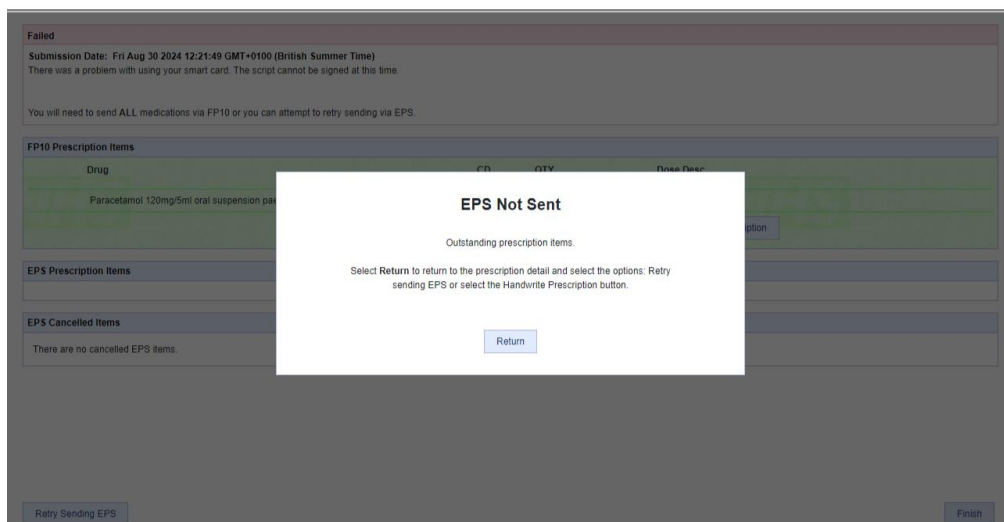 Failed
Submission Date: Fri Aug 30 2024 12:21:49 GMT+0100 (British Summer Time)
There was a problem with using your smart card. The script cannot be signed at this time.
You will need to send ALL medications via FP10 or you can attempt to retry sending via EPS.
FP10 Prescription Items
Drug CD QTY Dose Desc
Paracetamol 120mg/5ml oral suspension
EPS Not Sent
Outstanding prescription items.
Select Return to return to the prescription detail and select the options: Retry
sending EPS or select the Handwrite Prescription button.
Return
EPS Prescription Items
EPS Cancelled Items
There are no cancelled EPS items.
Retry Sending EPS
Finish